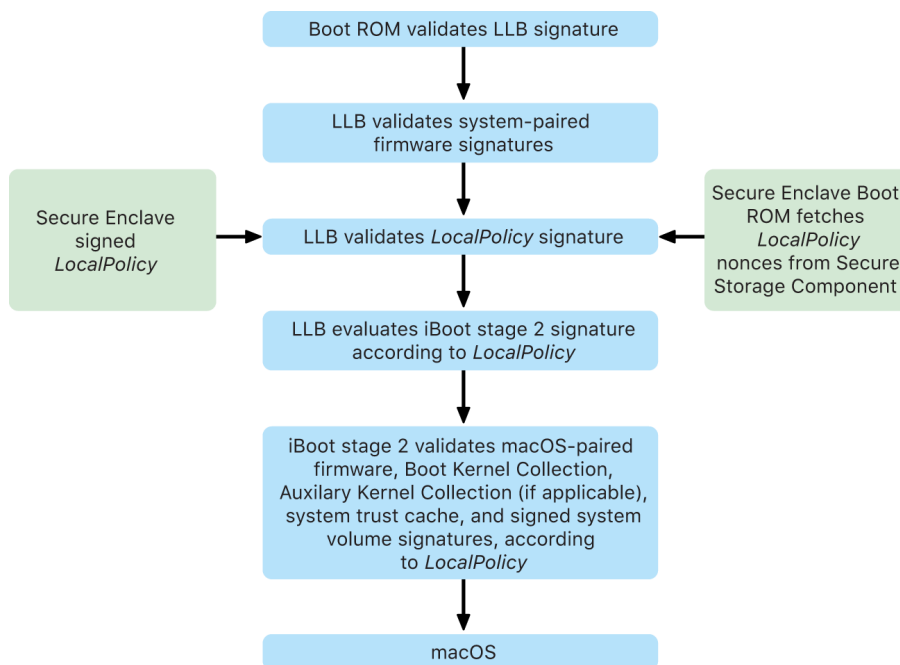 Boot ROM validates LLB signature
LLB validates system-paired
firmware signatures
Secure Enclave
signed
LocalPolicy
LLB validates LocalPolicy signature
Secure Enclave Boot
ROM fetches
LocalPolicy
nonces from Secure
Storage Component
LLB evaluates iBoot stage 2 signature
according to LocalPolicy
iBoot stage 2 validates macOS-paired
firmware, Boot Kernel Collection,
Auxilary Kernel Collection (if applicable),
system trust cache, and signed system
volume signatures, according
to LocalPolicy
macOS